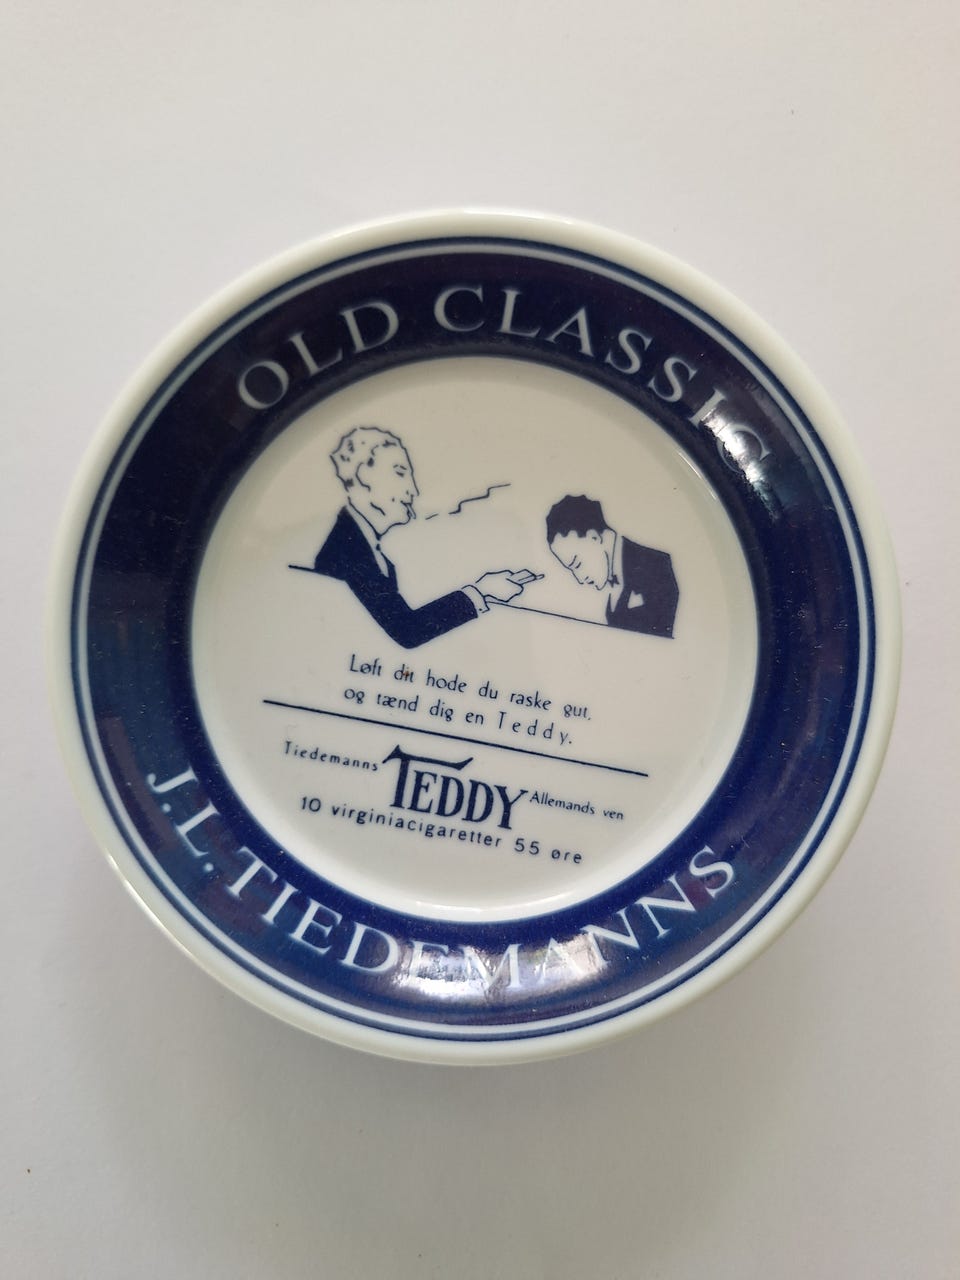 OLD CLASSIC
Løft dit hode du raske gut,
og tænd dig en Teddy.
Tiedemanns TEDDY Allemands ven
10 virginiacigaretter 55 øre
J.L.TIEDEMANNS